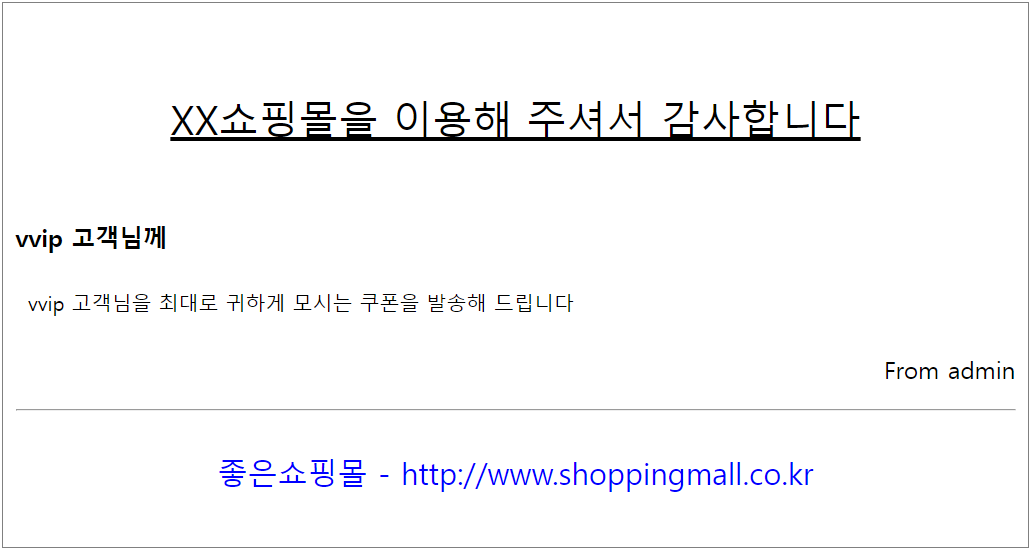 XX쇼핑몰을 이용해 주셔서 감사합니다
vvip 고객님께
vvip 고객님을 최대로 귀하게 모시는 쿠폰을 발송해 드립니다
From admin
좋은쇼핑몰 - http://www.shoppingmall.co.kr